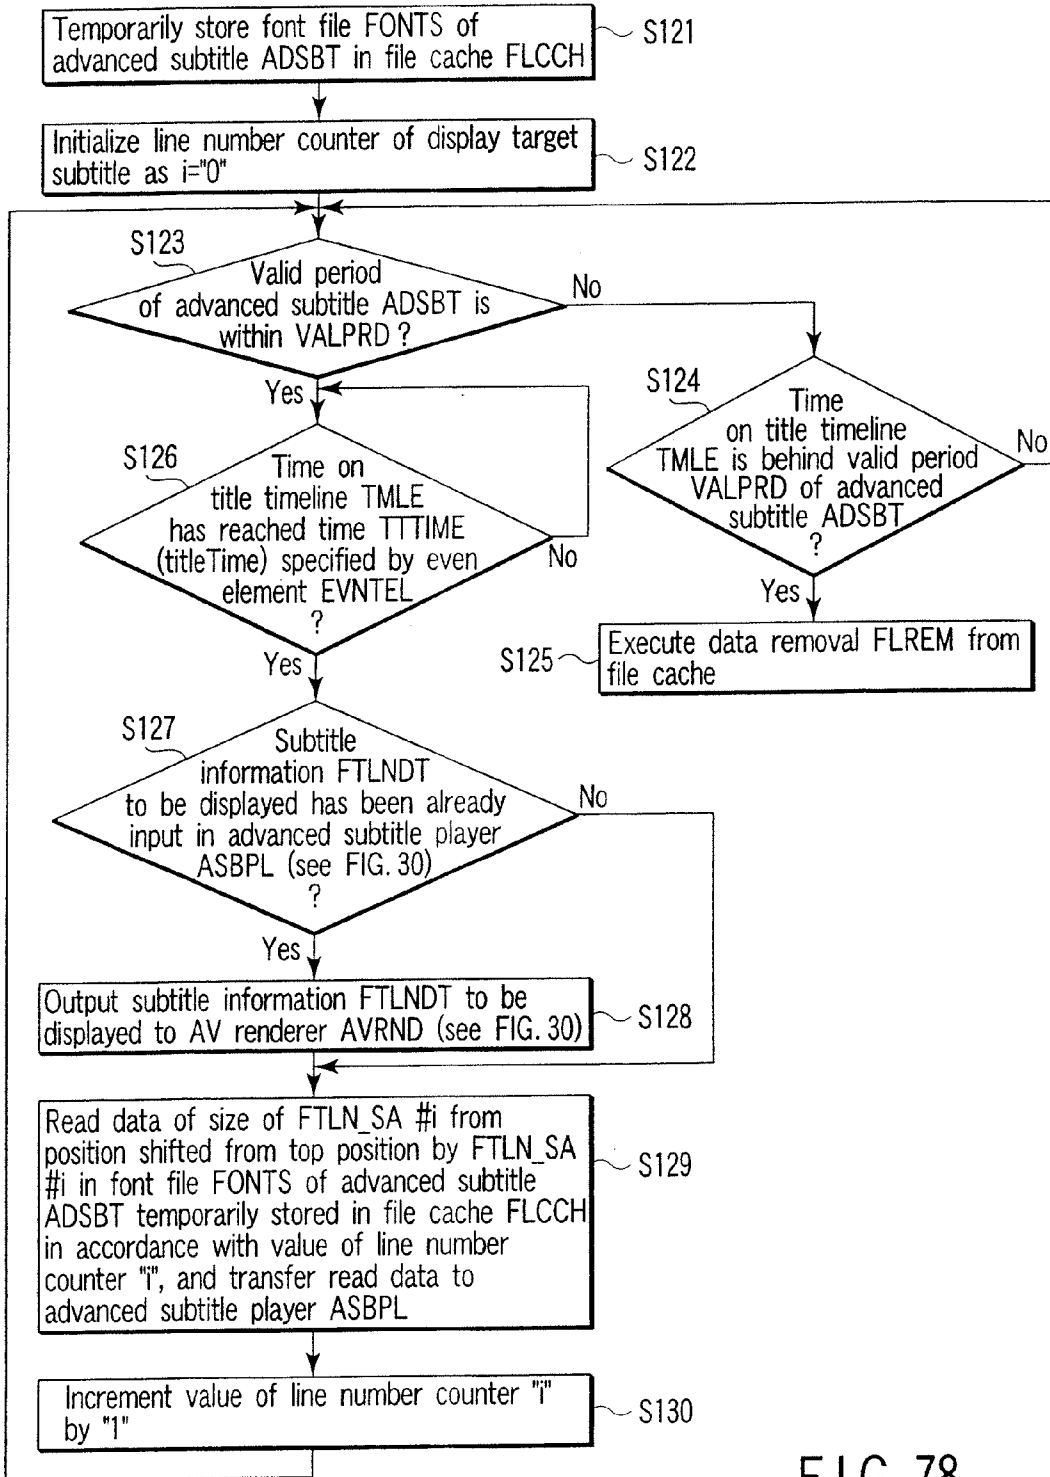 Temporarily store font file FONTS of
advanced subtitle ADSBT in file cache FLCCH
S121
Initialize line number counter of display target
subtitle as i="0"
S122
S123
Valid period
of advanced subtitle ADSBT is
within VALPRD ?
No
Yes
S124
Time
on title timeline
TMLE is behind valid period
VALPRD of advanced
subtitle ADSBT
?
No
Yes
S125
Execute data removal FLREM from
file cache
S126
Time on
title timeline TMLE
has reached time TTTIME
(titleTime) specified by even
element EVNTEL
?
No
Yes
S127
Subtitle
information FTLNDT
to be displayed has been already
input in advanced subtitle player
ASBPL (see FIG. 30)
?
No
Yes
Output subtitle information FTLNDT to be
displayed to AV renderer AVRND (see FIG. 30)
S128
Read data of size of FTLN_SA #i from
position shifted from top position by FTLN_SA
#i in font file FONTS of advanced subtitle
ADSBT temporarily stored in file cache FLCCH
in accordance with value of line number
counter "i", and transfer read data to
advanced subtitle player ASBPL
S129
Increment value of line number counter "i"
by "1"
S130
FIG. 78